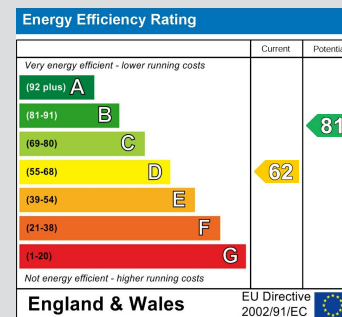 Energy Efficiency Rating
Current
Very energy efficient - lower running costs
(92 plus) A
(81-91) B
(69-80) C
(55-68) D
(39-54) E
(21-38) F
(1-20) G
62
81
Not energy efficient - higher running costs
England & Wales
EU Directive
2002/91/EC